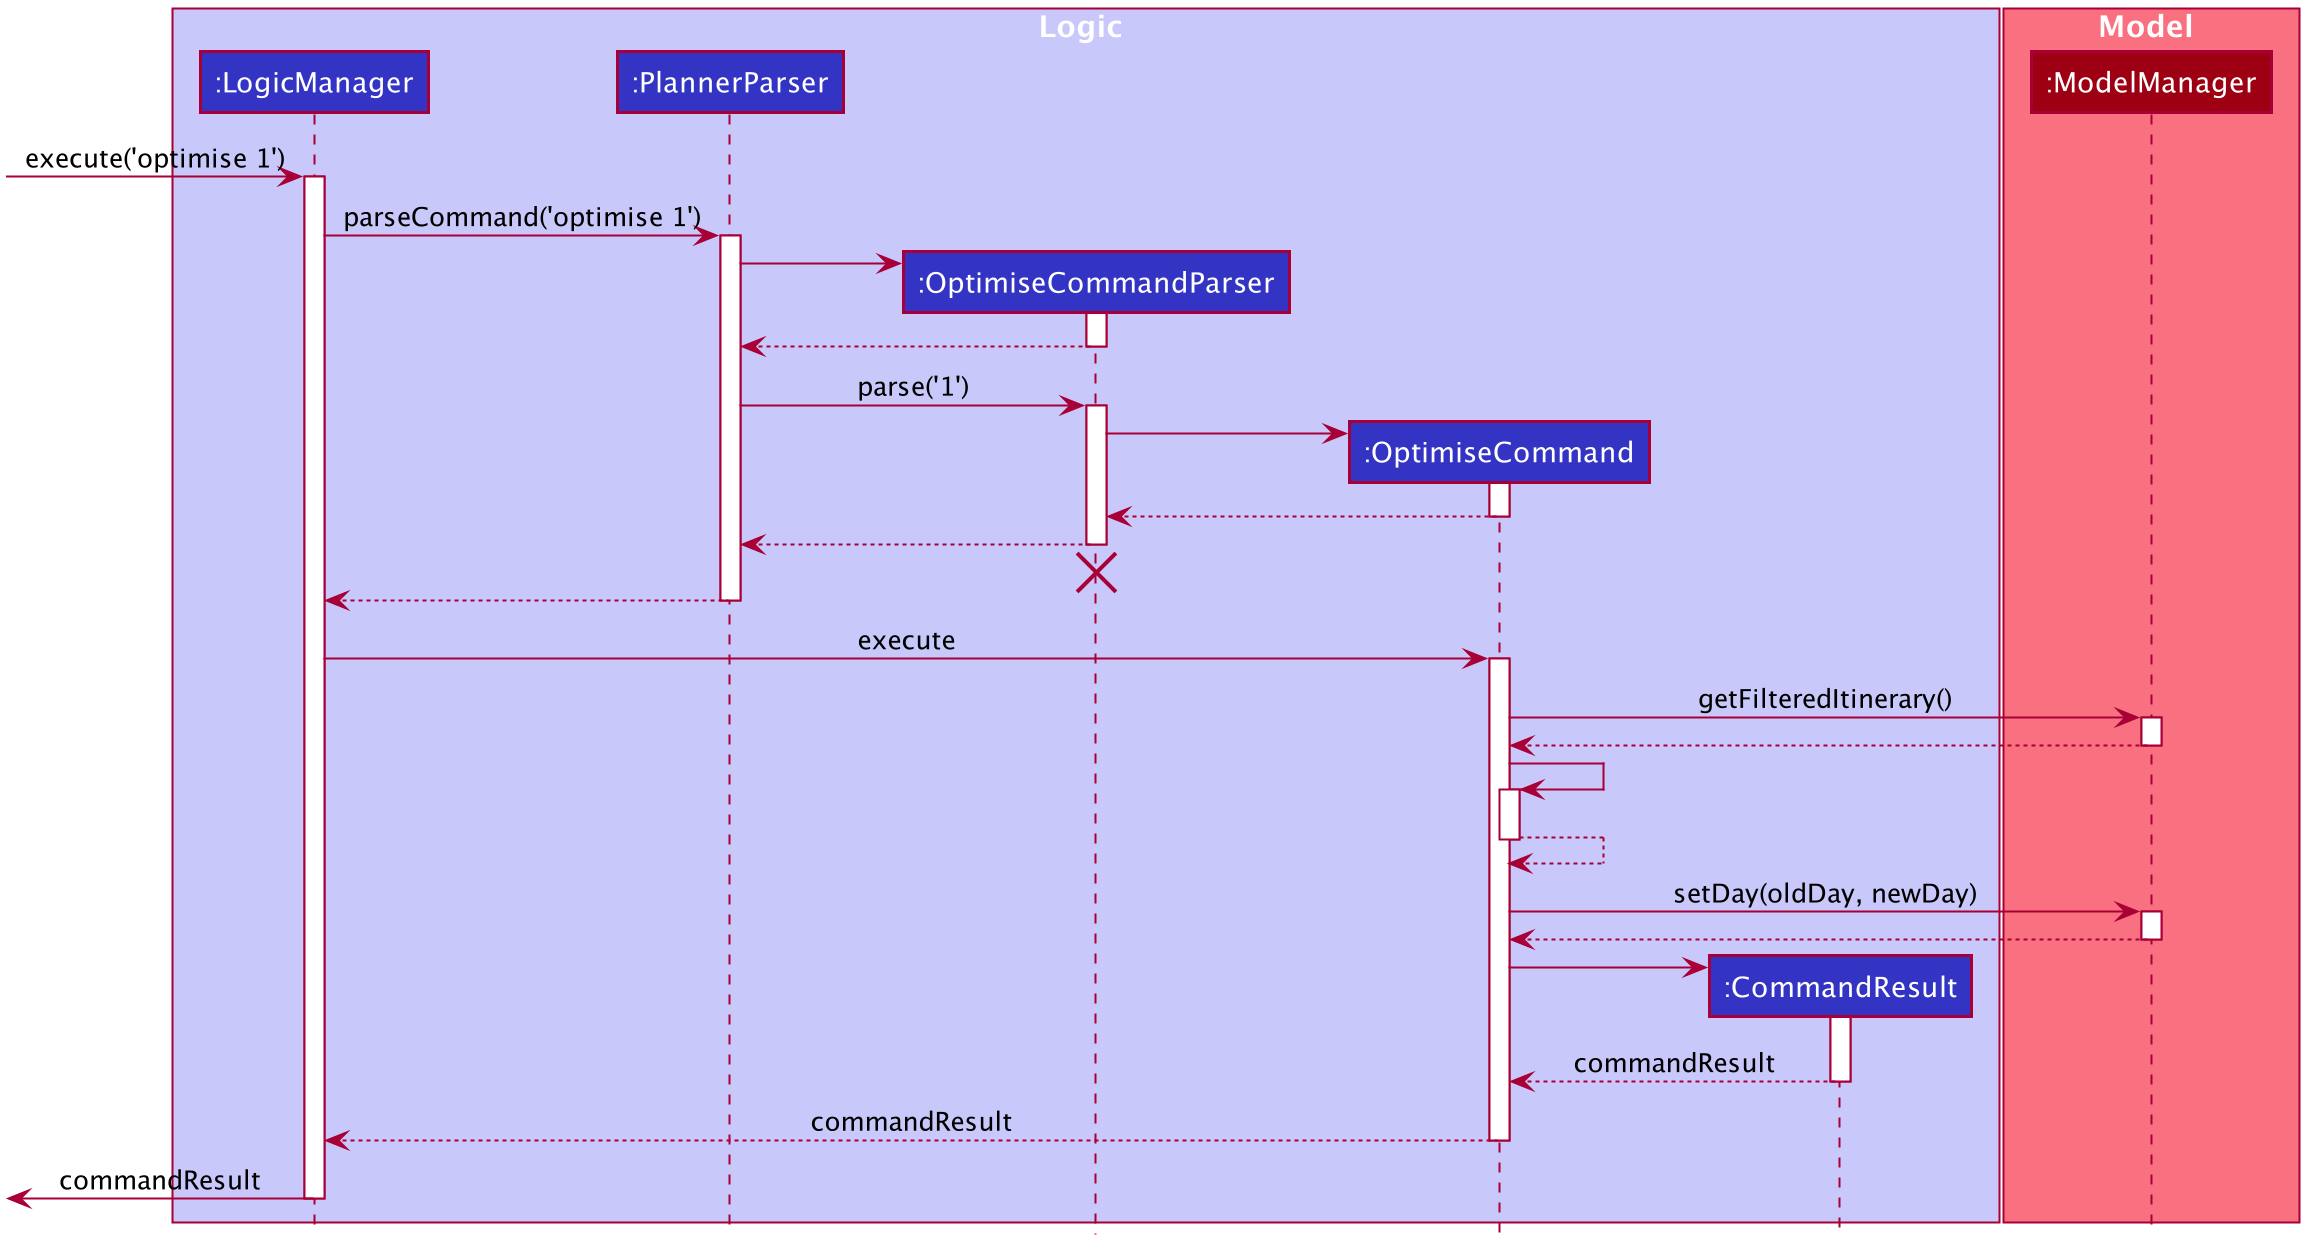 Logic
Model
:LogicManager
:PlannerParser
:ModelManager
execute('optimise 1')
parseCommand('optimise 1')
:OptimiseCommandParser
parse('1')
:OptimiseCommand
execute
getFilteredItinerary()
setDay(oldDay, newDay)
:CommandResult
commandResult
commandResult
commandResult